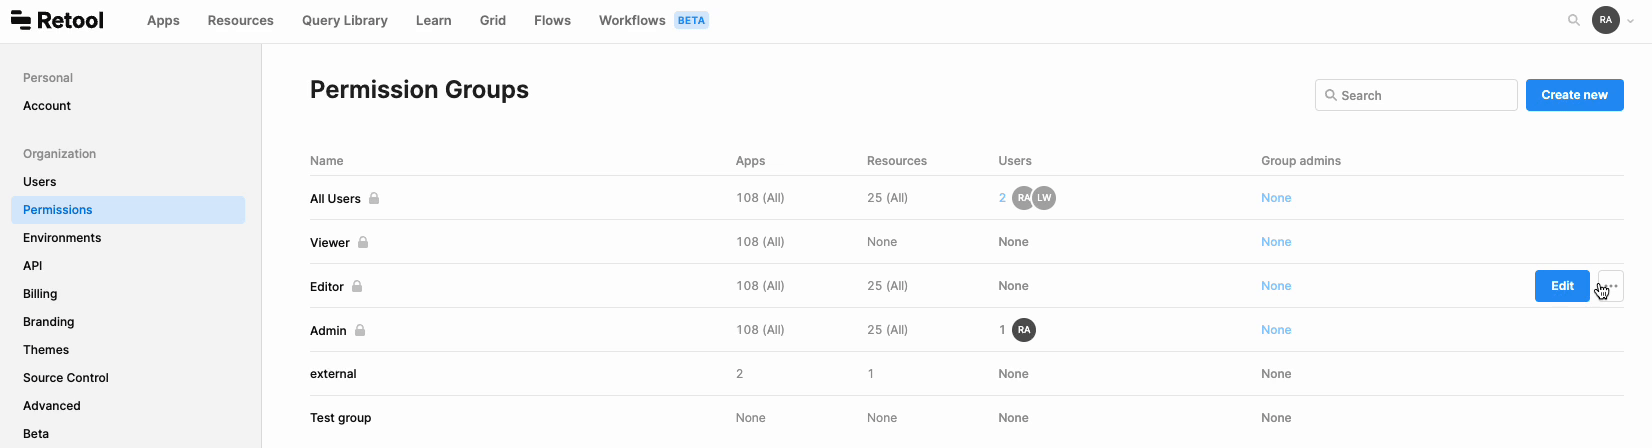 Retool Apps Resources Query Library Learn Grid Flows Workflows BETA RA
Personal
Account
Organization
Users
Permissions
Environments
API
Billing
Branding
Themes
Source Control
Advanced
Beta
Permission Groups Search Create new
Name Apps Resources Users Group admins
All Users 108 (All) 25 (All) 2 RA LW None
Viewer 108 (All) None None None
Editor 108 (All) 25 (All) None None Edit
Admin 108 (All) 25 (All) 1 RA None
external 2 1 None None
Test group None None None None